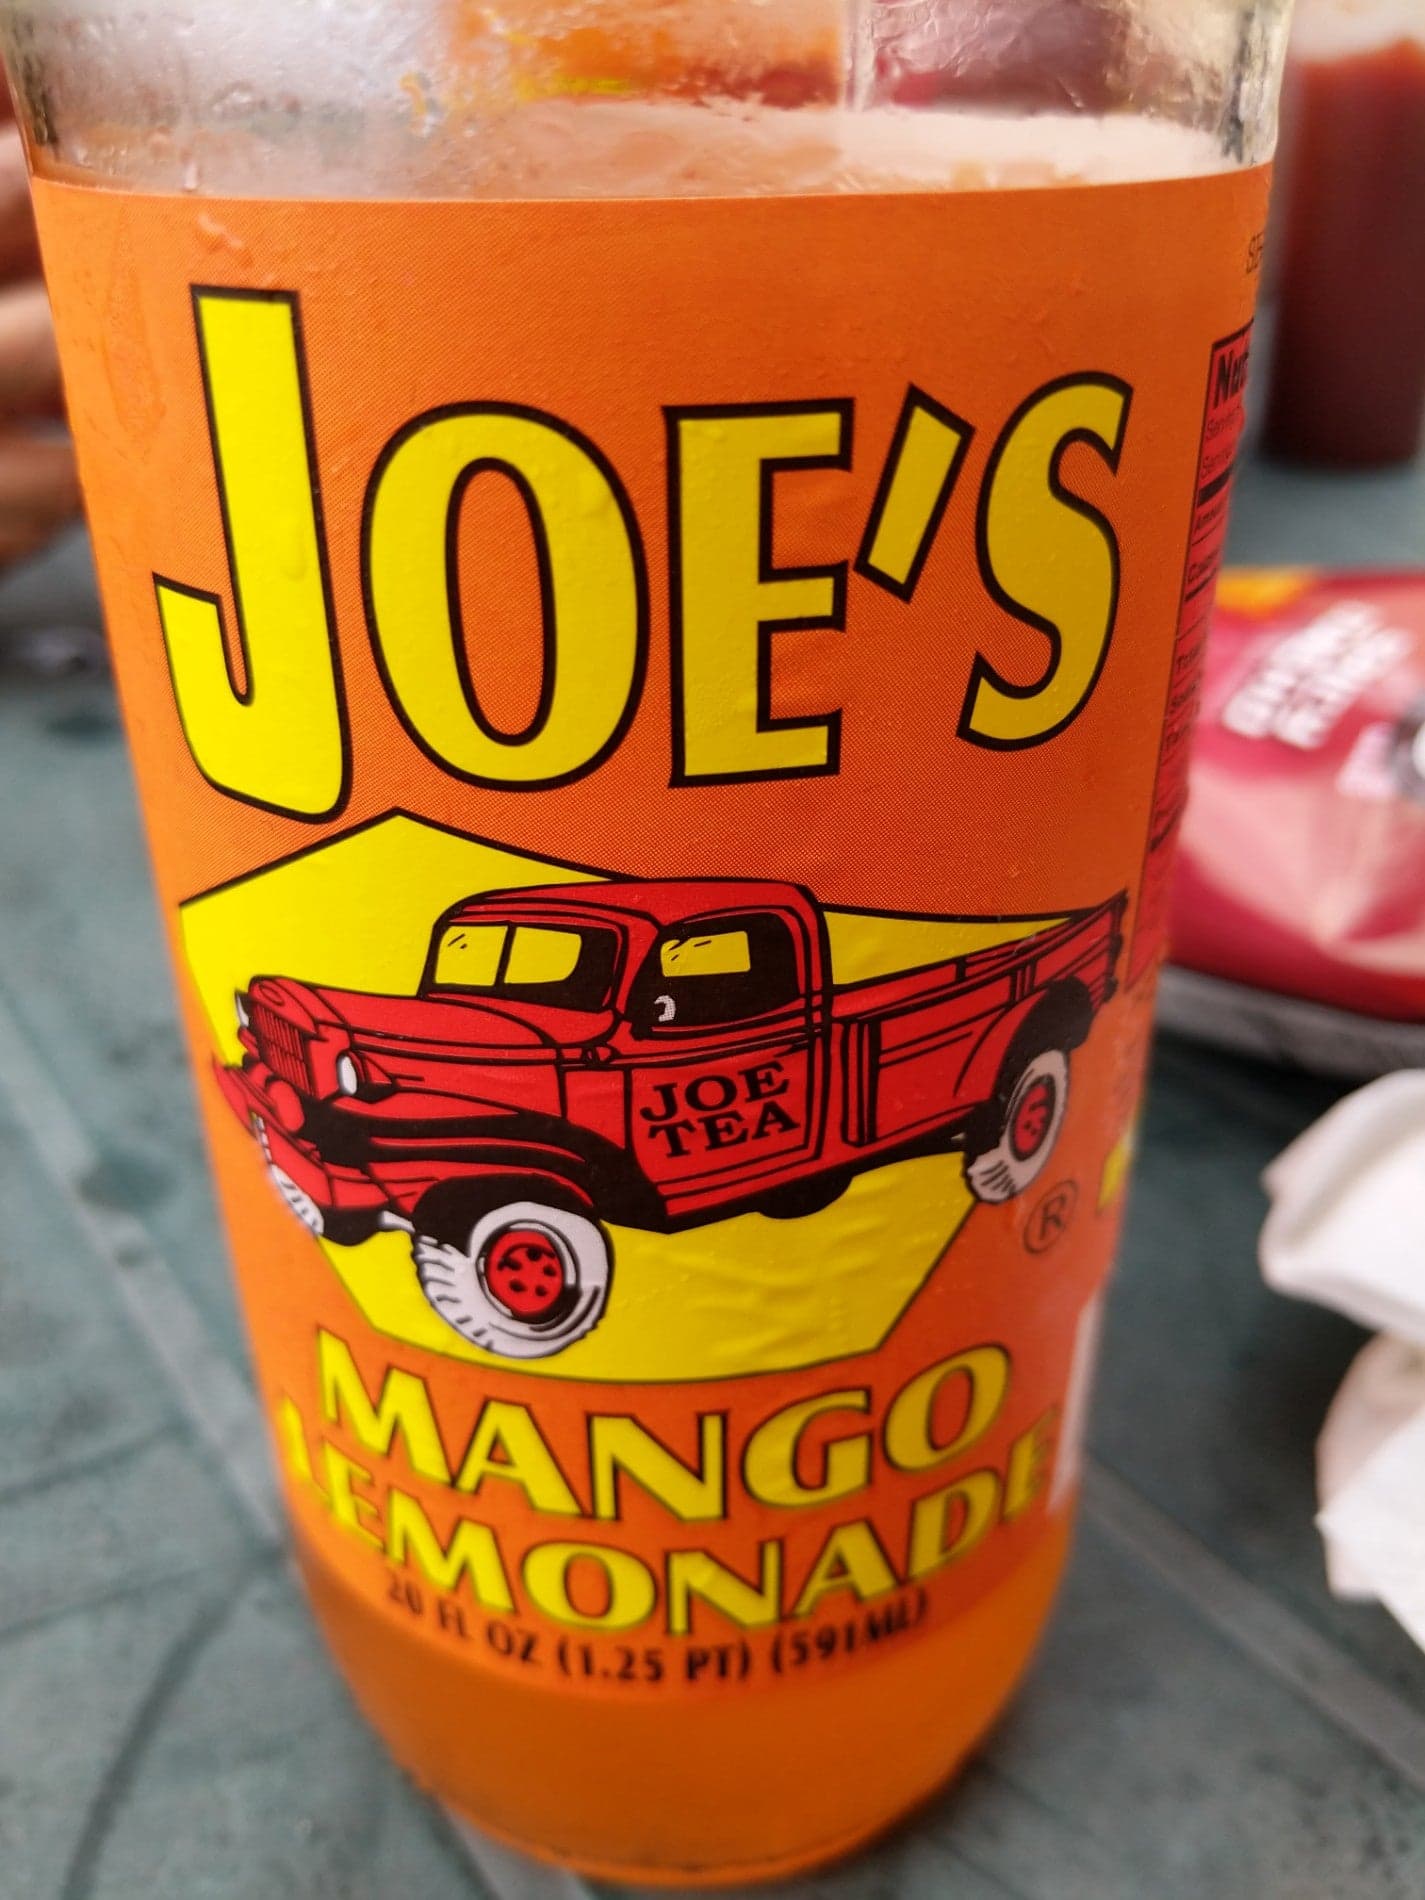 JOE'S
JOE
TEA
®
MANGO
LEMONADE
20 FL OZ (1.25 PT) (591ML)